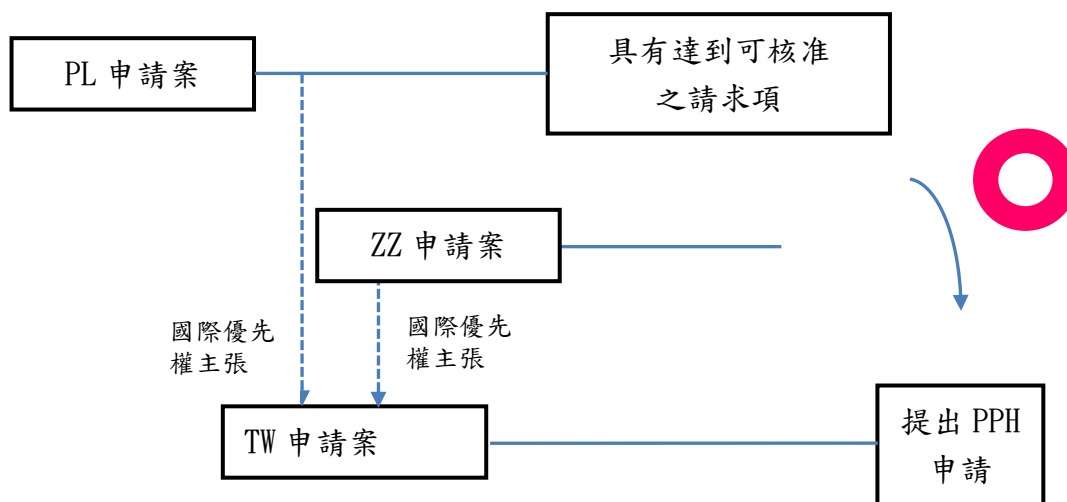 PL 申請案
具有達到可核准
之請求項
ZZ 申請案
國際優先
權主張
國際優先
權主張
TW 申請案
提出 PPH
申請